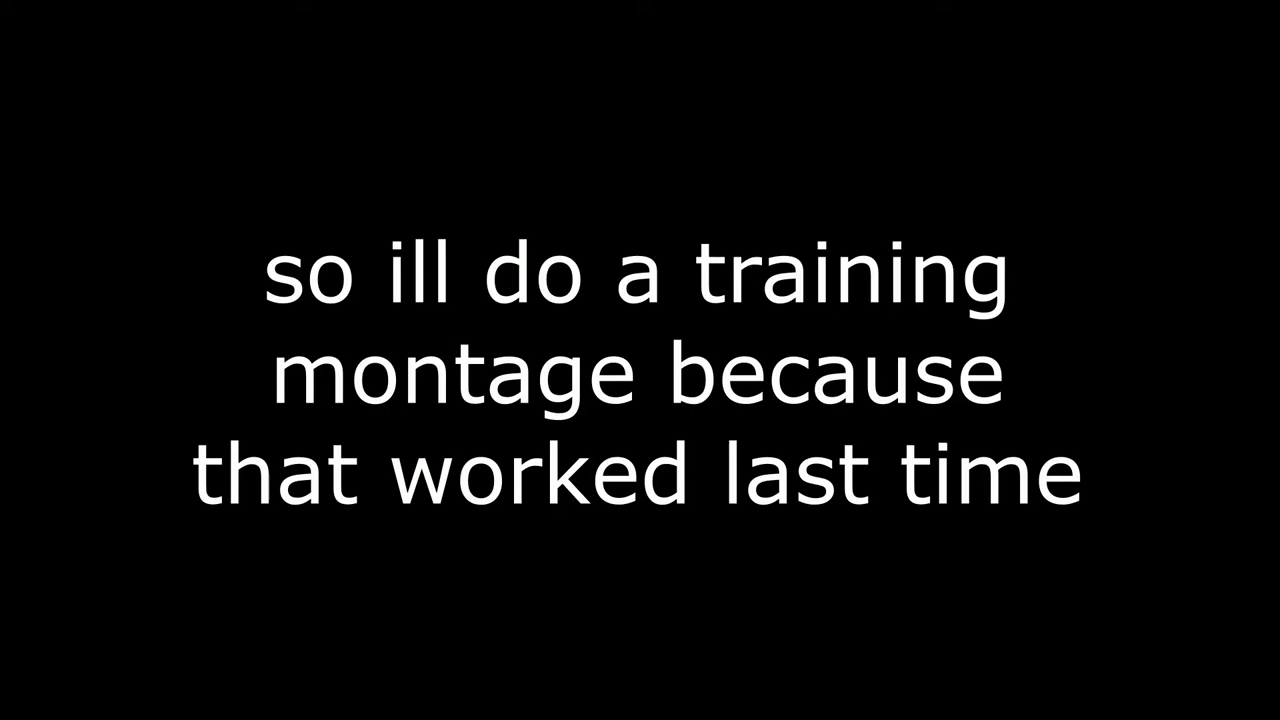 so ill do a training
montage because
that worked last time